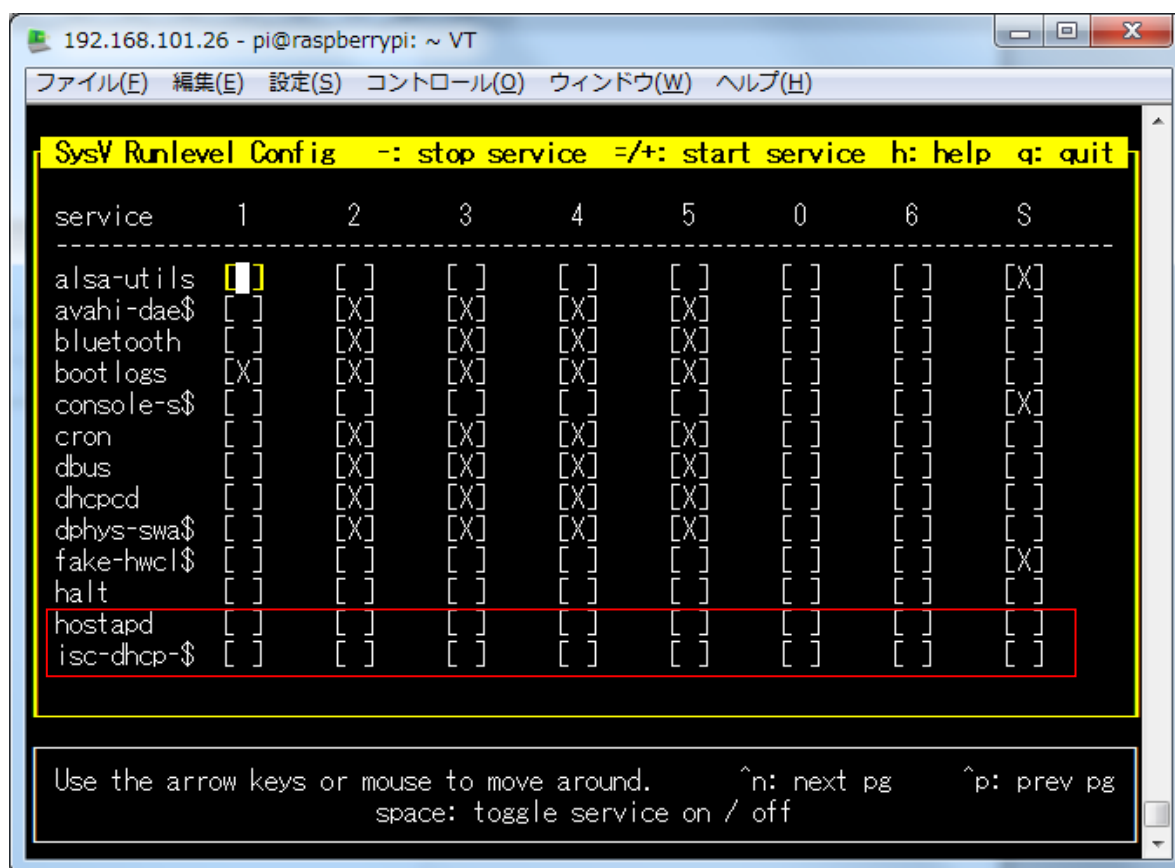 192.168.101.26 - pi@raspberrypi: ~ VT
ファイル(F) 編集(E) 設定(S) コントロール(O) ウィンドウ(W) ヘルプ(H)
SysV Runlevel Config -: stop service =/+: start service h: help q: quit
service 1 2 3 4 5 0 6 S
----------------------------------------------------------------------------
alsa-utils [ ] [ ] [ ] [ ] [ ] [ ] [ ] [X]
avahi-dae$ [ ] [X] [X] [X] [X] [ ] [ ] [ ]
bluetooth [ ] [X] [X] [X] [X] [ ] [ ] [ ]
bootlogs [X] [X] [X] [X] [X] [ ] [ ] [ ]
console-s$ [ ] [ ] [ ] [ ] [ ] [ ] [ ] [X]
cron [ ] [X] [X] [X] [X] [ ] [ ] [ ]
dbus [ ] [X] [X] [X] [X] [ ] [ ] [ ]
dhcpcd [ ] [X] [X] [X] [X] [ ] [ ] [ ]
dphys-swa$ [ ] [X] [X] [X] [X] [ ] [ ] [ ]
fake-hwcl$ [ ] [ ] [ ] [ ] [ ] [ ] [ ] [X]
halt [ ] [ ] [ ] [ ] [ ] [ ] [ ] [ ]
hostapd [ ] [ ] [ ] [ ] [ ] [ ] [ ] [ ]
isc-dhcp-$ [ ] [ ] [ ] [ ] [ ] [ ] [ ] [ ]
Use the arrow keys or mouse to move around. ^n: next pg ^p: prev pg
space: toggle service on / off